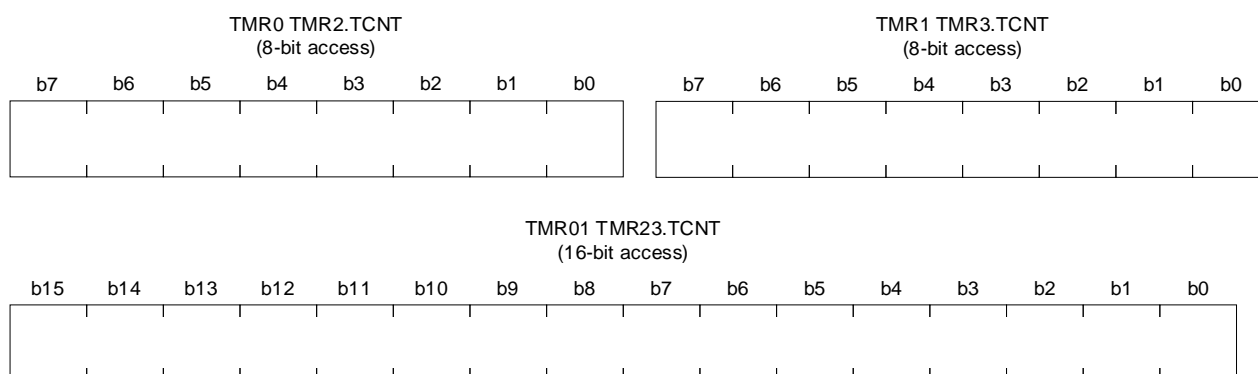 TMR0 TMR2.TCNT
(8-bit access)
b7 b6 b5 b4 b3 b2 b1 b0
TMR1 TMR3.TCNT
(8-bit access)
b7 b6 b5 b4 b3 b2 b1 b0
TMR01 TMR23.TCNT
(16-bit access)
b15 b14 b13 b12 b11 b10 b9 b8 b7 b6 b5 b4 b3 b2 b1 b0